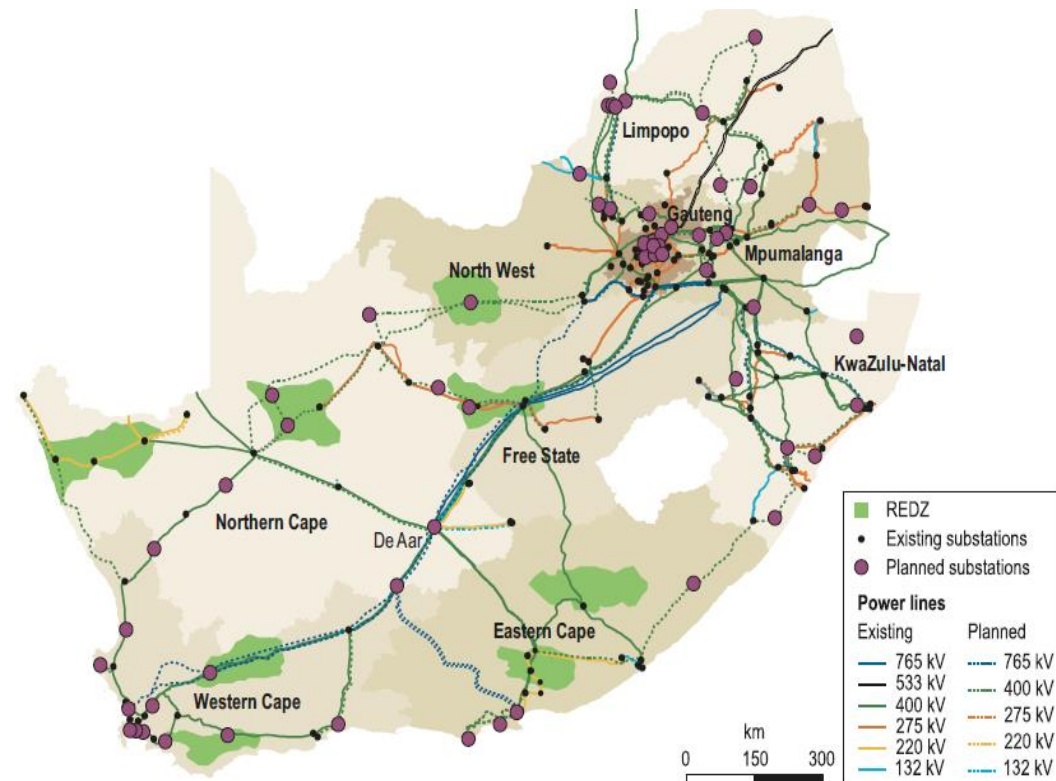 Limpopo
Gauteng
Mpumalanga
North West
KwaZulu-Natal
Free State
Northern Cape
De Aar
Eastern Cape
Western Cape
REDZ
Existing substations
Planned substations
Power lines
Existing Planned
765 kV 765 kV
533 kV 400 kV
400 kV 275 kV
275 kV 220 kV
220 kV 132 kV
132 kV
km
0 150 300